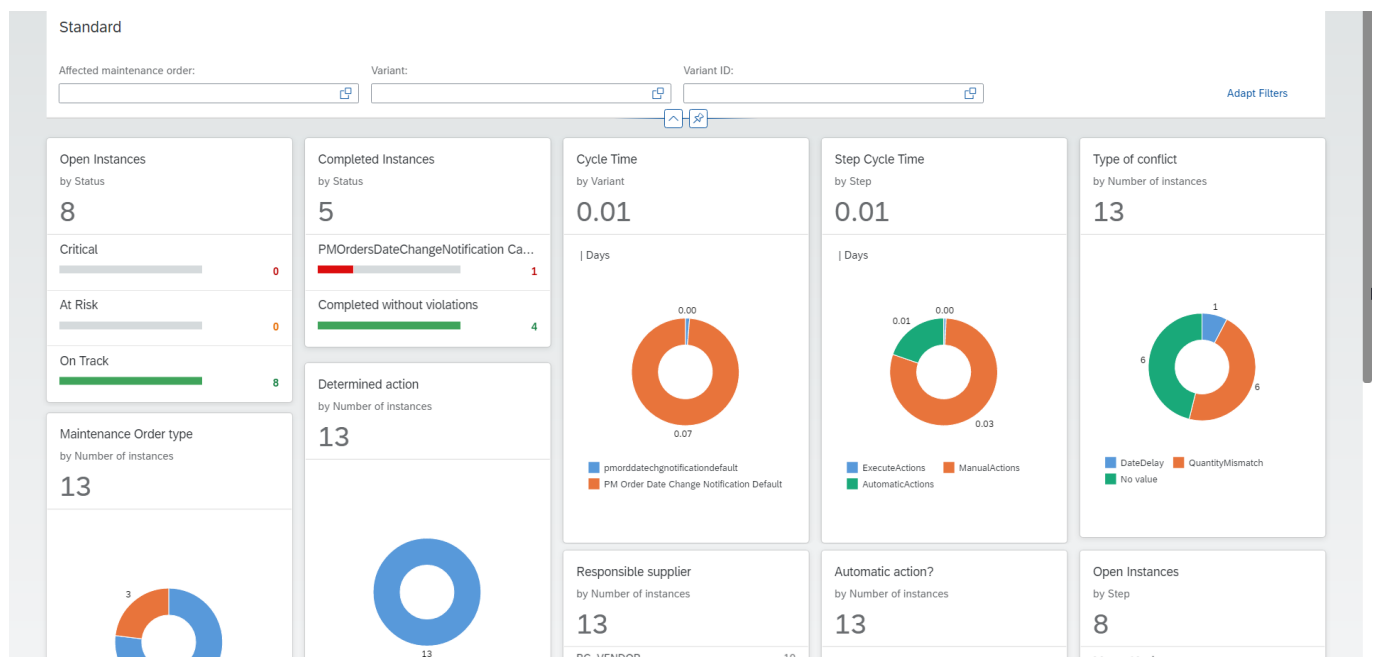 Standard
Affected maintenance order:
Variant:
Variant ID:
Adapt Filters
Open Instances
by Status
8
Critical
0
At Risk
0
On Track
8
Completed Instances
by Status
5
PMOrdersDateChangeNotification Ca...
1
Completed without violations
4
Cycle Time
by Variant
0.01
| Days
0.00
0.07
pmorddatechgnotificationdefault
PM Order Date Change Notification Default
Step Cycle Time
by Step
0.01
| Days
0.00
0.01
0.03
ExecuteActions
ManualActions
AutomaticActions
Type of conflict
by Number of instances
13
1
6
6
DateDelay
QuantityMismatch
No value
Maintenance Order type
by Number of instances
13
3
Determined action
by Number of instances
13
13
Responsible supplier
by Number of instances
13
Automatic action?
by Number of instances
13
Open Instances
by Step
8